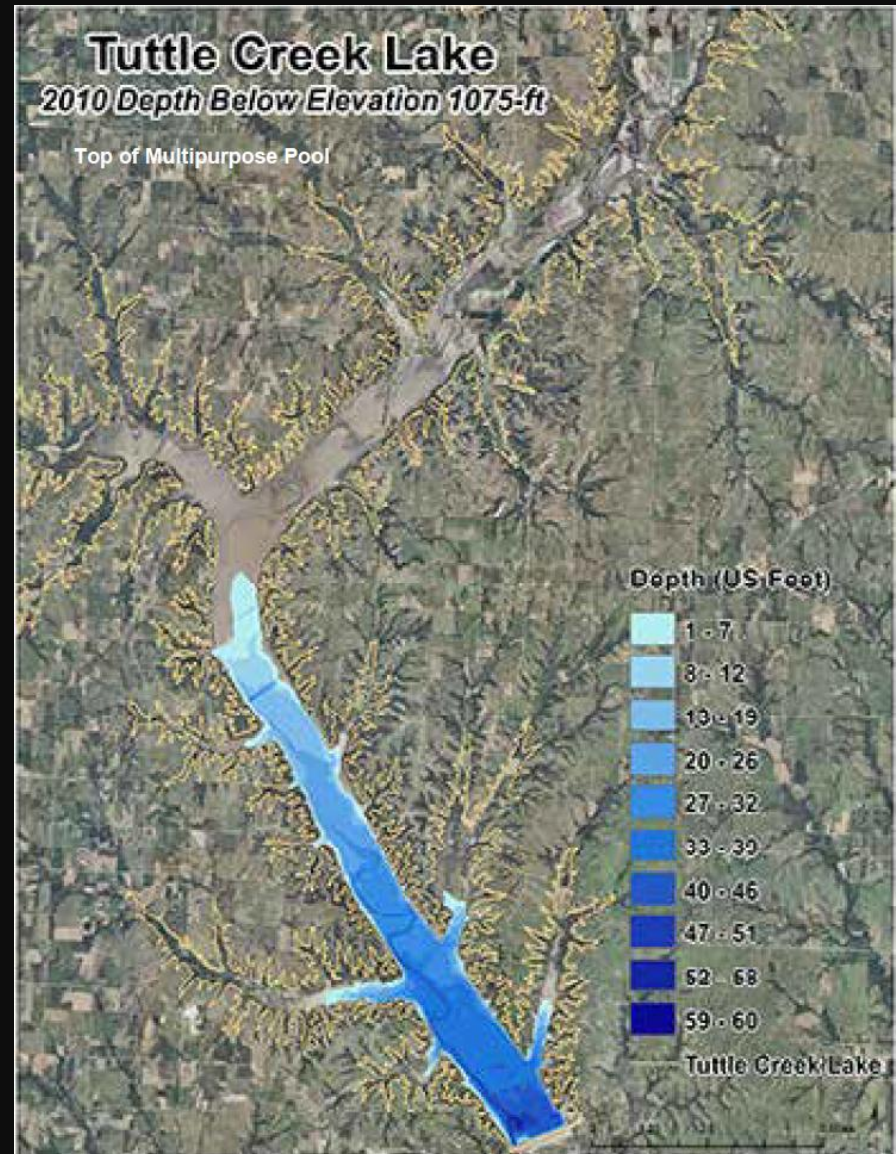 Tuttle Creek Lake
2010 Depth Below Elevation 1075-ft
Top of Multipurpose Pool
Depth (US Feet)
1 - 7
8 - 12
13 - 19
20 - 26
27 - 32
33 - 39
40 - 46
47 - 51
52 - 58
59 - 60
Tuttle Creek Lake